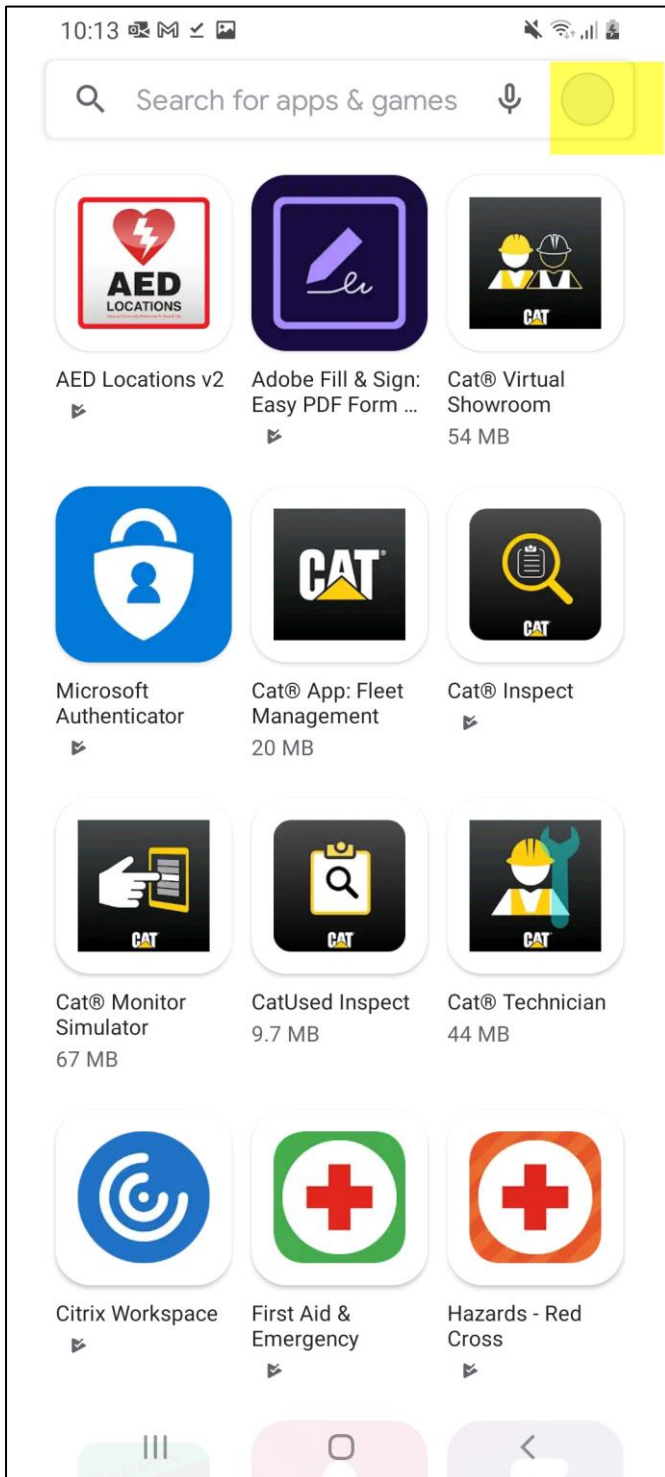 10:13
Search for apps & games
AED
LOCATIONS
CAT
AED Locations v2
Adobe Fill & Sign:
Easy PDF Form ...
Cat® Virtual
Showroom
54 MB
CAT
CAT
Microsoft
Authenticator
Cat® App: Fleet
Management
20 MB
Cat® Inspect
CAT
CAT
CAT
Cat® Monitor
Simulator
67 MB
CatUsed Inspect
9.7 MB
Cat® Technician
44 MB
Citrix Workspace
First Aid &
Emergency
Hazards - Red
Cross